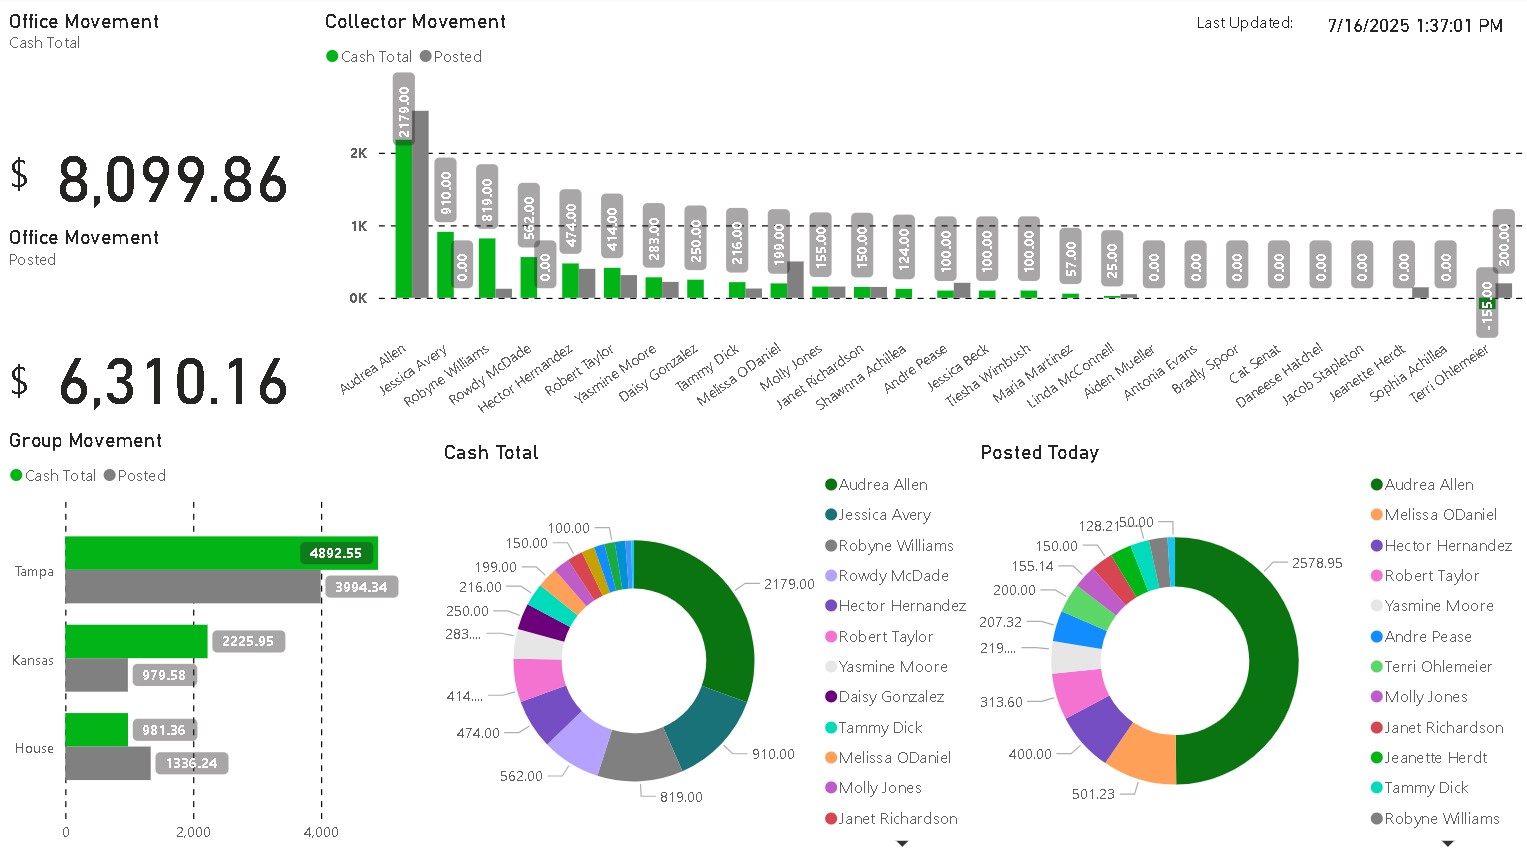 Office Movement
Cash Total
$ 8,099.86
Office Movement
Posted
$ 6,310.16
Collector Movement
Cash Total Posted
Last Updated: 7/16/2025 1:37:01 PM
2K
1K
0K
2179.00
910.00
0.00
819.00
562.00
0.00
474.00
414.00
283.00
250.00
216.00
199.00
155.00
150.00
124.00
100.00
100.00
100.00
57.00
25.00
0.00
0.00
0.00
0.00
0.00
0.00
0.00
0.00
-155.00
200.00
Audrea Allen
Jessica Avery
Robyne Williams
Rowdy McDade
Hector Hernandez
Robert Taylor
Yasmine Moore
Daisy Gonzalez
Tammy Dick
Melissa ODaniel
Molly Jones
Janet Richardson
Shawnna Achillea
Andre Pease
Jessica Beck
Tiesha Wimbush
Maria Martinez
Linda McConnell
Aiden Mueller
Antonia Evans
Bradly Spoor
Cat Senat
Daneese Hatchel
Jacob Stapleton
Jeanette Herdt
Sophia Achillea
Terri Ohlemeier
Group Movement
Cash Total Posted
Tampa
4892.55
3994.34
Kansas
2225.95
979.58
House
981.36
1336.24
0 2,000 4,000
Cash Total
100.00
150.00
199.00
216.00
250.00
283....
414....
474.00
562.00
819.00
910.00
2179.00
Audrea Allen
Jessica Avery
Robyne Williams
Rowdy McDade
Hector Hernandez
Robert Taylor
Yasmine Moore
Daisy Gonzalez
Tammy Dick
Melissa ODaniel
Molly Jones
Janet Richardson
Posted Today
50.00
128.21
150.00
155.14
200.00
207.32
219....
313.60
400.00
501.23
2578.95
Audrea Allen
Melissa ODaniel
Hector Hernandez
Robert Taylor
Yasmine Moore
Andre Pease
Terri Ohlemeier
Molly Jones
Janet Richardson
Jeanette Herdt
Tammy Dick
Robyne Williams